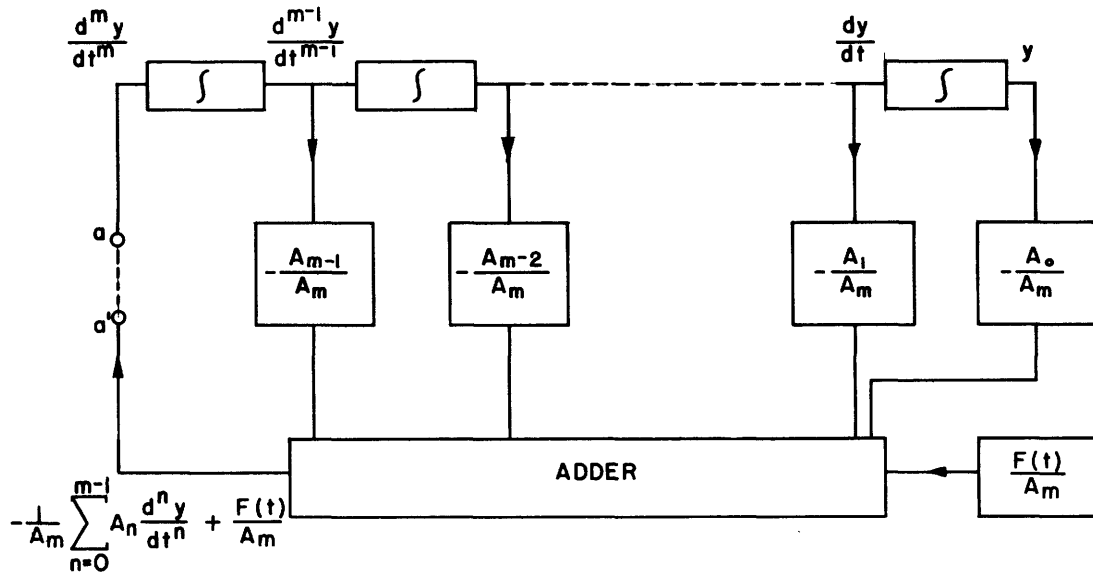 d^m y/dt^m
d^{m-1} y/dt^{m-1}
dy/dt
y
∫
∫
∫
a
a'
-A_{m-1}/A_m
-A_{m-2}/A_m
-A_1/A_m
-A_0/A_m
ADDER
F(t)/A_m
-1/A_m ∑_{n=0}^{m-1} A_n d^n y/dt^n + F(t)/A_m